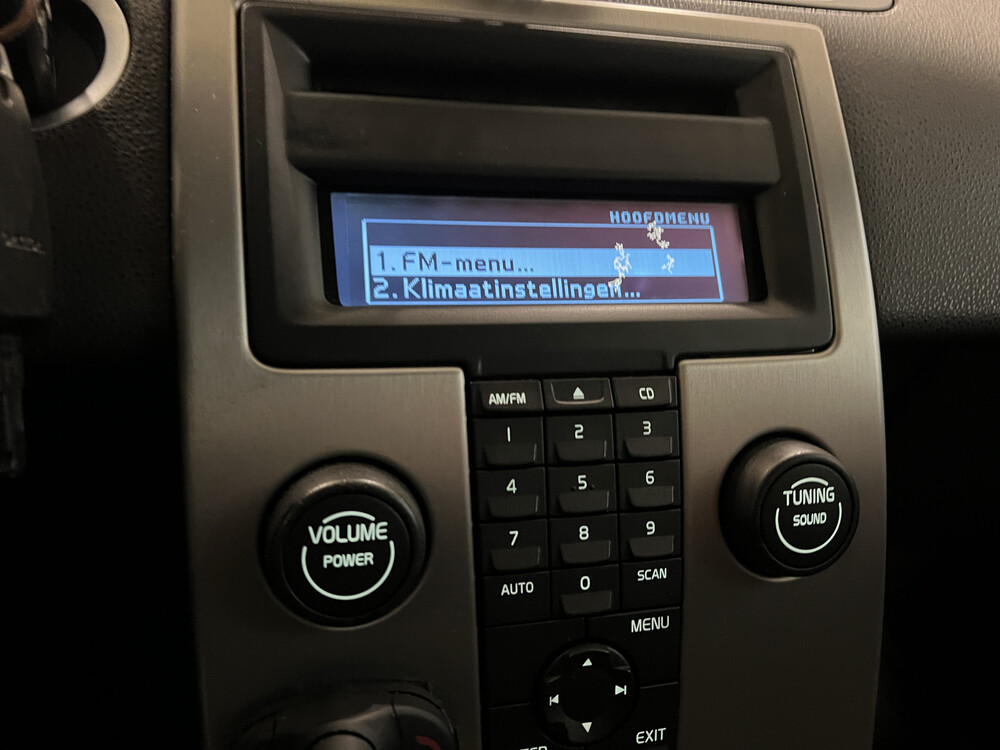 HOOFDMENU
1. FM-menu...
2. Klimaatinstellingen...
AM/FM
CD
1 2 3
4 5 6
7 8 9
AUTO 0 SCAN
VOLUME
POWER
TUNING
SOUND
MENU
EXIT